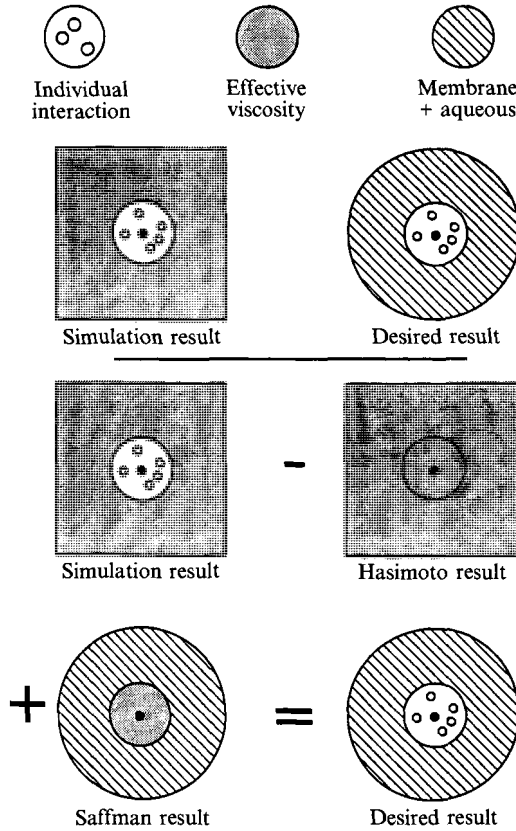 Individual
interaction
Effective
viscosity
Membrane
+ aqueous
Simulation result
Desired result
Simulation result
-
Hasimoto result
+
=
Saffman result
Desired result